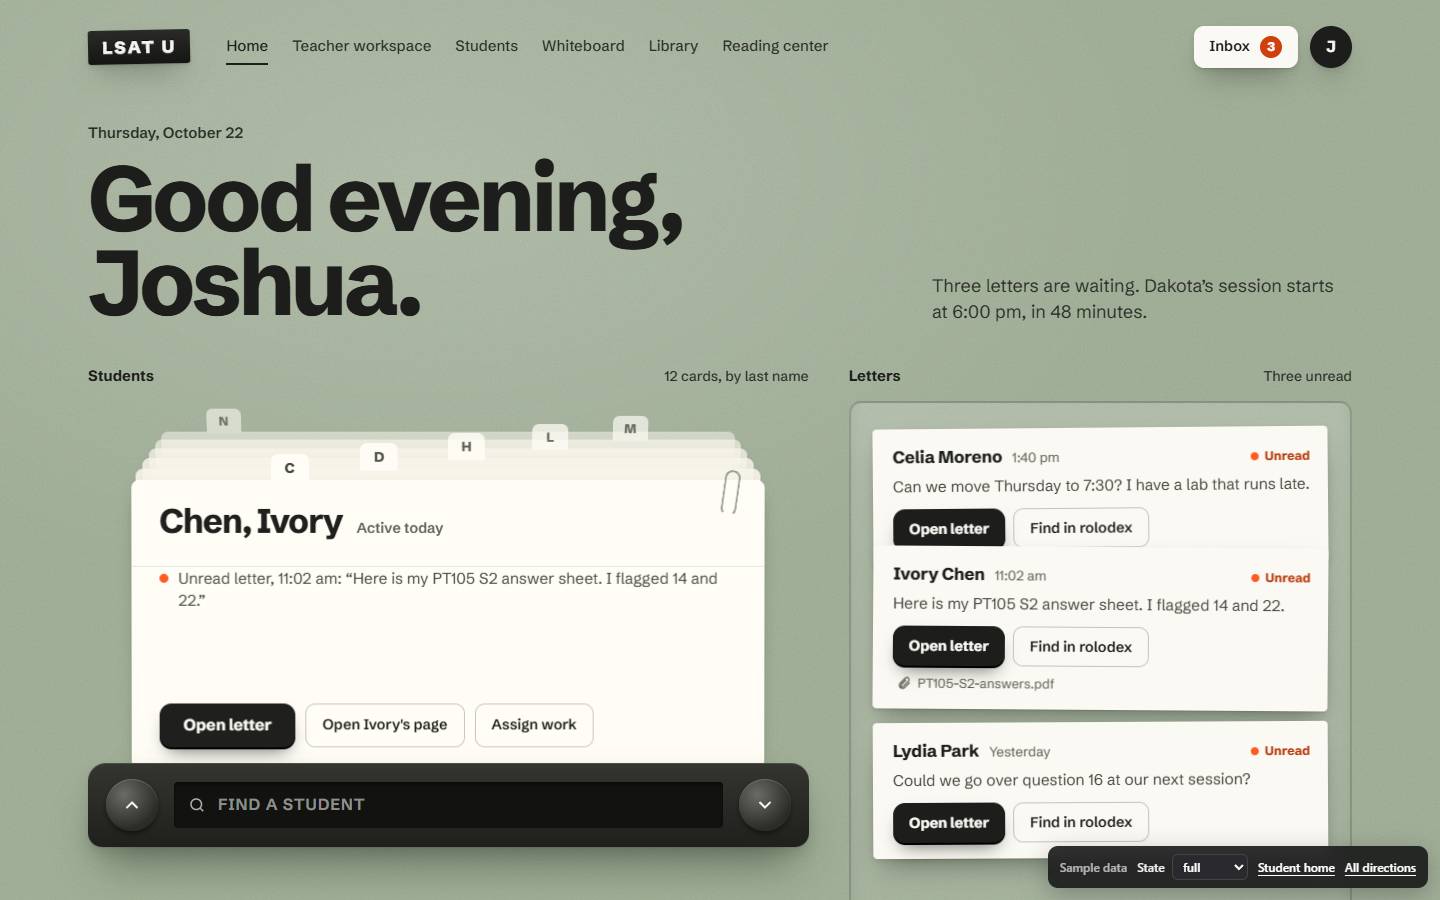 LSAT U
Home Teacher workspace Students Whiteboard Library Reading center
Inbox 3
J
Thursday, October 22
Good evening,
Joshua.
Three letters are waiting. Dakota’s session starts
at 6:00 pm, in 48 minutes.
Students
12 cards, by last name
N
M
L
H
D
C
Chen, Ivory Active today
Unread letter, 11:02 am: “Here is my PT105 S2 answer sheet. I flagged 14 and
22.”
Open letter Open Ivory's page Assign work
FIND A STUDENT
Letters
Three unread
Celia Moreno 1:40 pm Unread
Can we move Thursday to 7:30? I have a lab that runs late.
Open letter Find in rolodex
Ivory Chen 11:02 am Unread
Here is my PT105 S2 answer sheet. I flagged 14 and 22.
Open letter Find in rolodex
PT105-S2-answers.pdf
Lydia Park Yesterday Unread
Could we go over question 16 at our next session?
Open letter Find in rolodex
Sample data State full Student home All directions